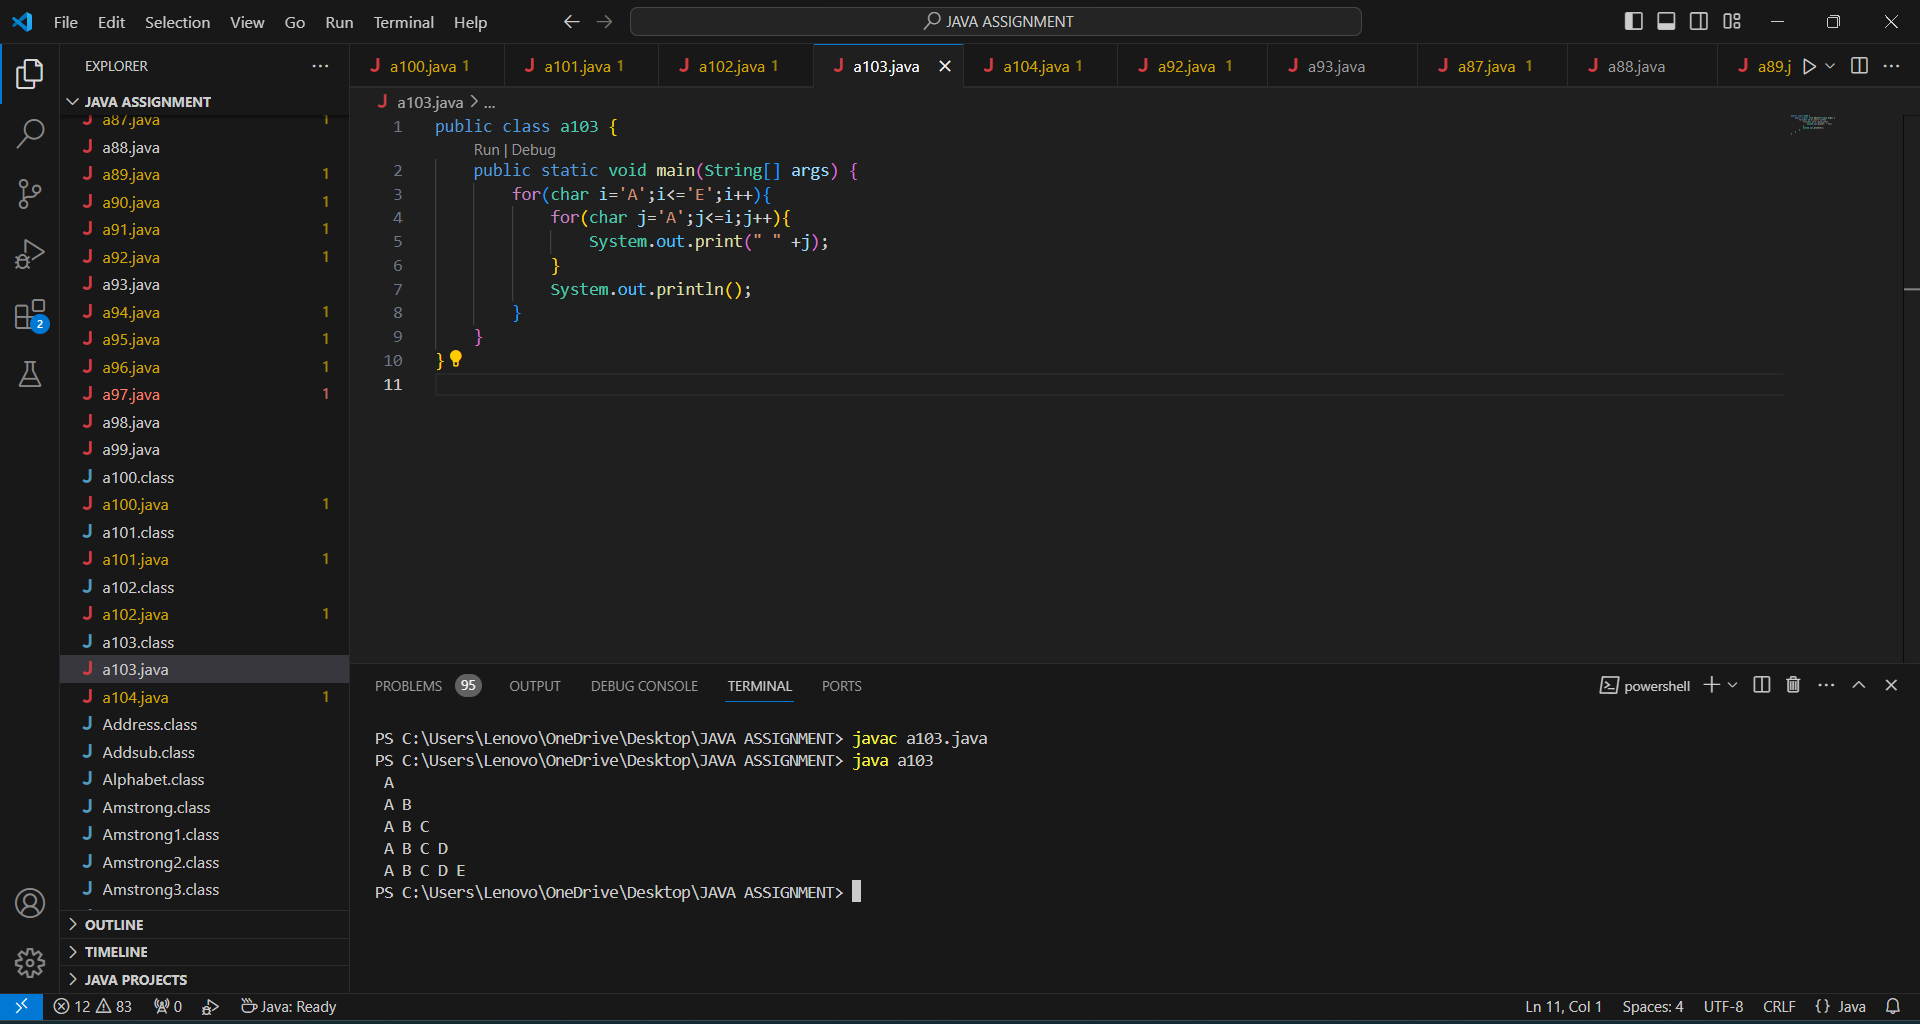 File Edit Selection View Go Run Terminal Help JAVA ASSIGNMENT
EXPLORER
JAVA ASSIGNMENT
a87.java 1
a88.java
a89.java 1
a90.java 1
a91.java 1
a92.java 1
a93.java
a94.java 1
a95.java 1
a96.java 1
a97.java 1
a98.java
a99.java
a100.class
a100.java 1
a101.class
a101.java 1
a102.class
a102.java 1
a103.class
a103.java
a104.java 1
Address.class
Addsub.class
Alphabet.class
Amstrong.class
Amstrong1.class
Amstrong2.class
Amstrong3.class
OUTLINE
TIMELINE
JAVA PROJECTS
2
a100.java 1 a101.java 1 a102.java 1 a103.java a104.java 1 a92.java 1 a93.java a87.java 1 a88.java a89.j
a103.java > ...
1 public class a103 {
Run | Debug
2 public static void main(String[] args) {
3 for(char i='A';i<='E';i++){
4 for(char j='A';j<=i;j++){
5 System.out.print(" " +j);
6 }
7 System.out.println();
8 }
9 }
10 }
11
PROBLEMS 95 OUTPUT DEBUG CONSOLE TERMINAL PORTS powershell
PS C:\Users\Lenovo\OneDrive\Desktop\JAVA ASSIGNMENT> javac a103.java
PS C:\Users\Lenovo\OneDrive\Desktop\JAVA ASSIGNMENT> java a103
A
A B
A B C
A B C D
A B C D E
PS C:\Users\Lenovo\OneDrive\Desktop\JAVA ASSIGNMENT>
12 83 0 Java: Ready Ln 11, Col 1 Spaces: 4 UTF-8 CRLF {} Java